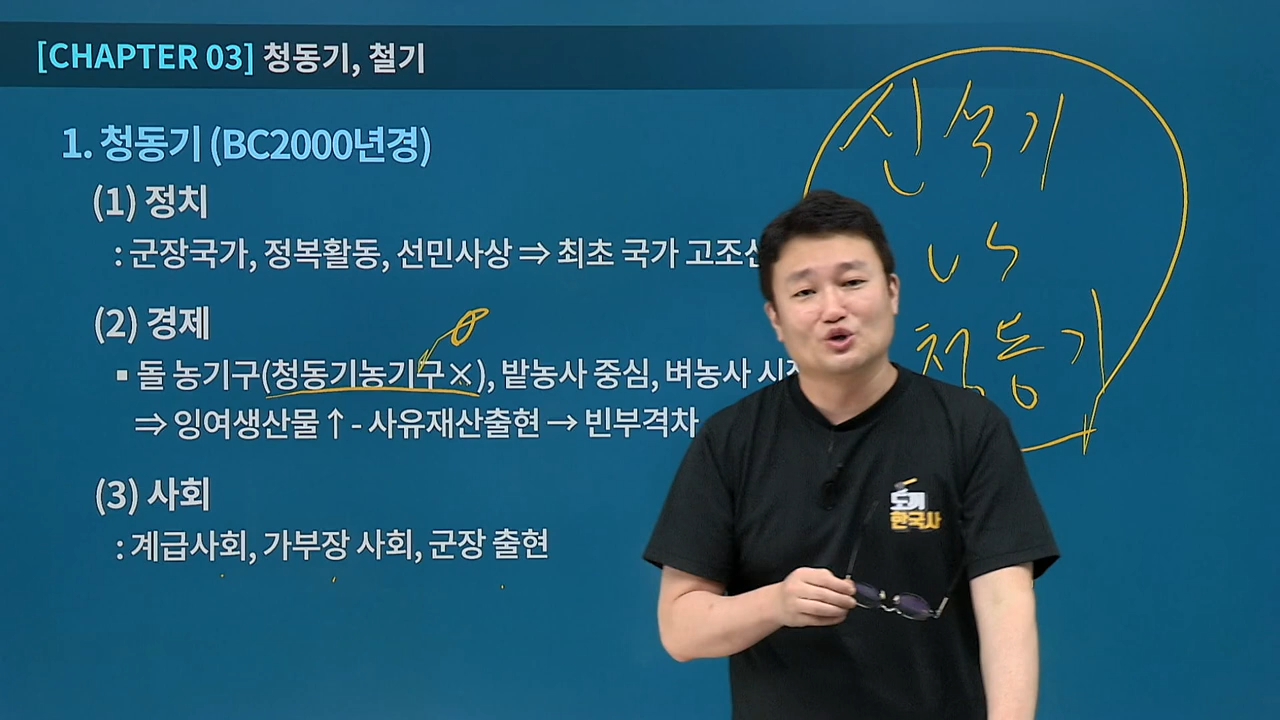 [CHAPTER 03] 청동기, 철기
신석기
vs
청동기
1. 청동기 (BC2000년경)
(1) 정치
: 군장국가, 정복활동, 선민사상 ⇒ 최초 국가 고조선
(2) 경제
▪ 돌 농기구(청동기농기구×), 밭농사 중심, 벼농사
⇒ 잉여생산물↑ - 사유재산출현 → 빈부격차
(3) 사회
: 계급사회, 가부장 사회, 군장 출현
도끼
한국사